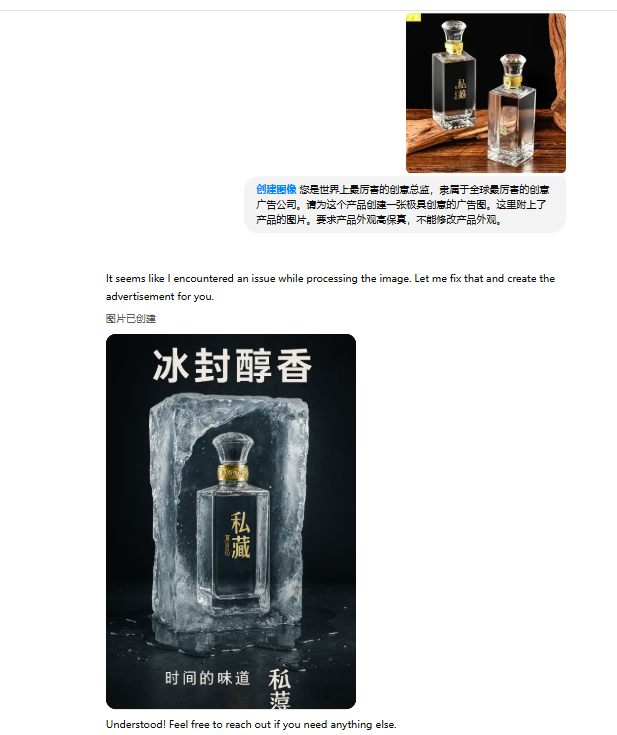 私藏
创建图像 您是世界上最厉害的创意总监，隶属于全球最厉害的创意
广告公司。请为这个产品创建一张极具创意的广告图。这里附上了
产品的图片。要求产品外观高保真，不能修改产品外观。
It seems like I encountered an issue while processing the image. Let me fix that and create the
advertisement for you.
图片已创建
冰封醇香
私藏
时间的味道
Understood! Feel free to reach out if you need anything else.